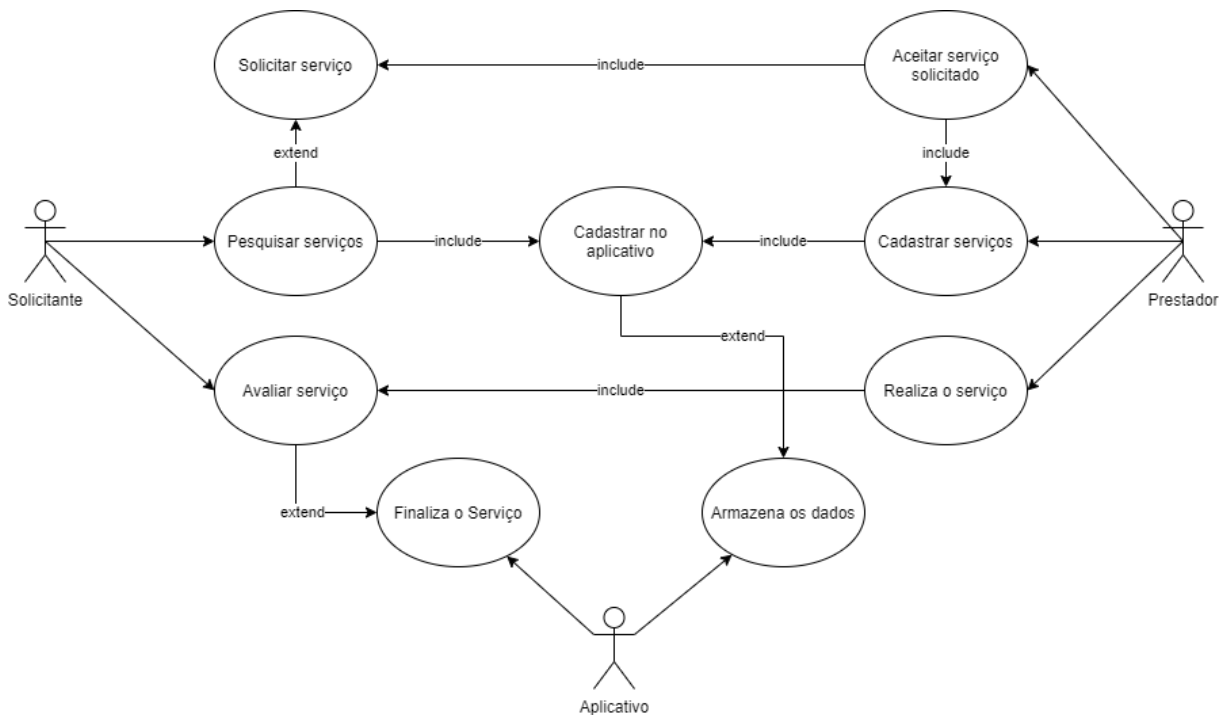 Solicitar serviço
include
Aceitar serviço
solicitado
extend
include
Pesquisar serviços
include
Cadastrar no
aplicativo
include
Cadastrar serviços
Solicitante
Prestador
extend
Avaliar serviço
include
Realiza o serviço
extend
Finaliza o Serviço
Armazena os dados
Aplicativo